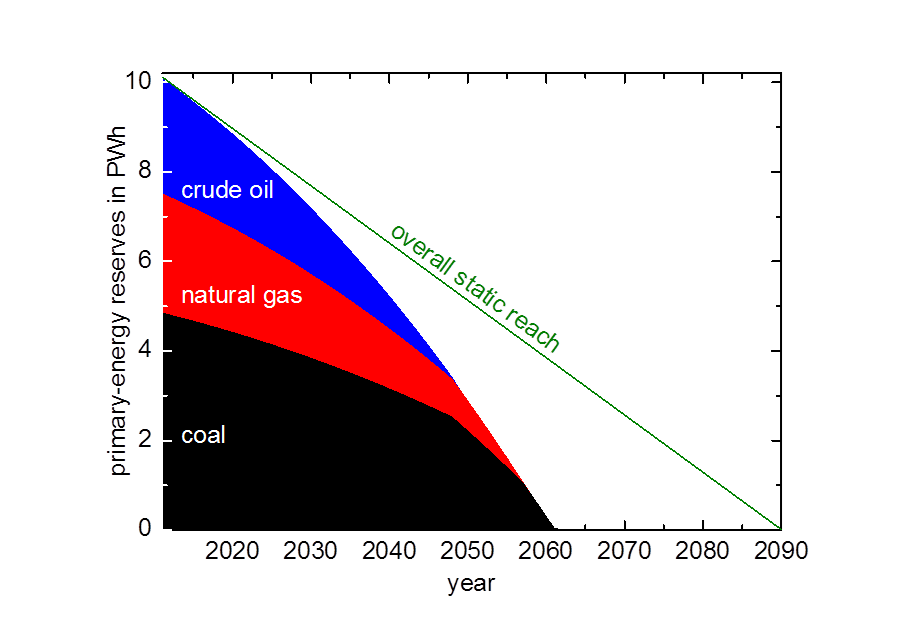 primary-energy reserves in PWh
10
8
6
4
2
0
crude oil
natural gas
coal
overall static reach
2020 2030 2040 2050 2060 2070 2080 2090
year